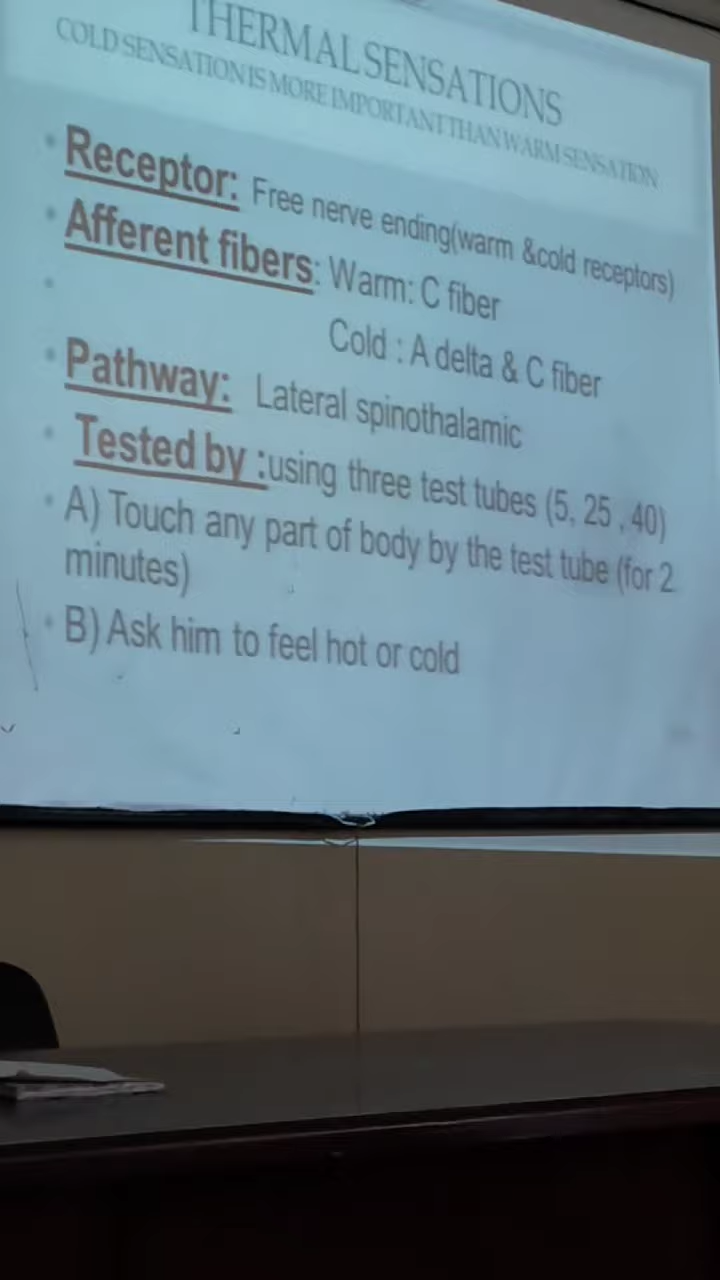 THERMAL SENSATIONS
COLD SENSATION IS MORE IMPORTANT THAN WARM SENSATION
• Receptor: Free nerve ending(warm &cold receptors)
• Afferent fibers: Warm: C fiber
• Cold : A delta & C fiber
• Pathway: Lateral spinothalamic
• Tested by :using three test tubes (5, 25 , 40)
• A) Touch any part of body by the test tube (for 2
minutes)
• B) Ask him to feel hot or cold